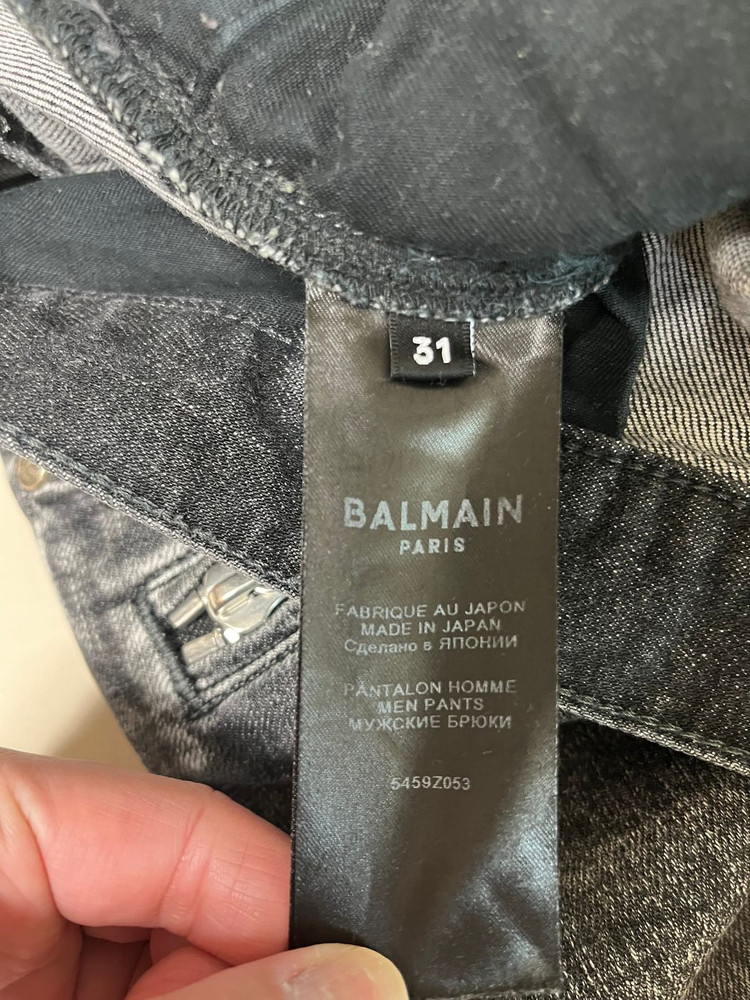 31
BALMAIN
PARIS
FABRIQUE AU JAPON
MADE IN JAPAN
Сделано в ЯПОНИИ
PANTALON HOMME
MEN PANTS
МУЖСКИЕ БРЮКИ
5459Z053